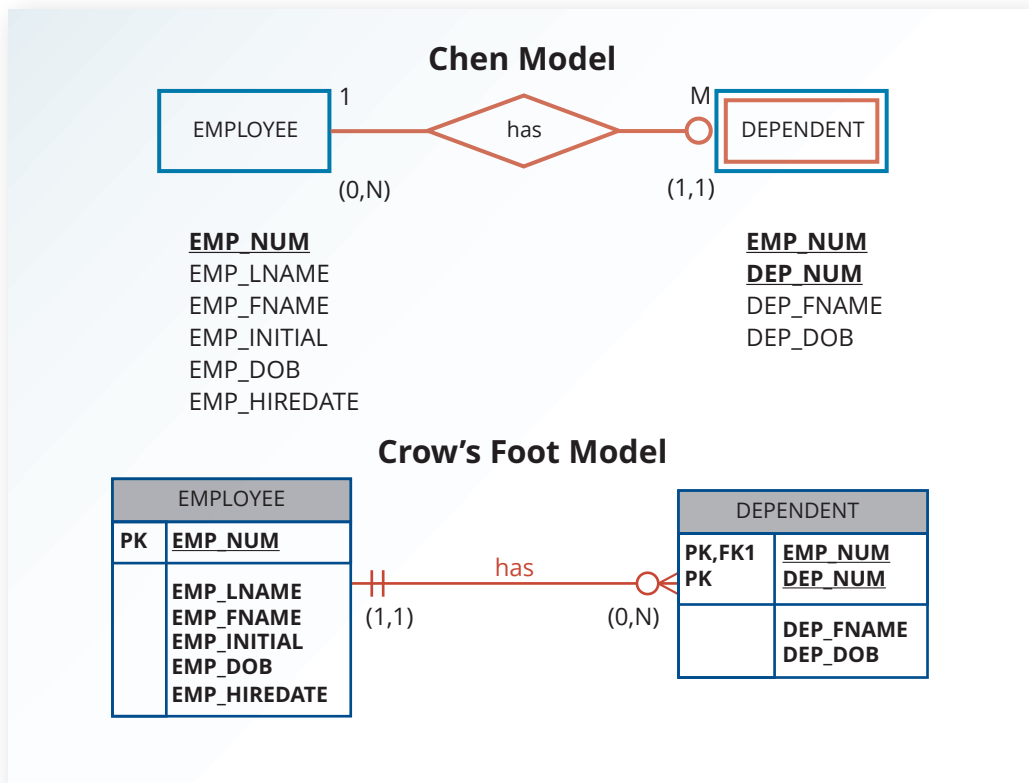 Chen Model
1
M
EMPLOYEE
has
DEPENDENT
(0,N)
(1,1)
EMP_NUM
EMP_LNAME
EMP_FNAME
EMP_INITIAL
EMP_DOB
EMP_HIREDATE
EMP_NUM
DEP_NUM
DEP_FNAME
DEP_DOB
Crow’s Foot Model
EMPLOYEE
PK EMP_NUM
EMP_LNAME
EMP_FNAME
EMP_INITIAL
EMP_DOB
EMP_HIREDATE
has
(1,1)
(0,N)
DEPENDENT
PK,FK1 EMP_NUM
PK DEP_NUM
DEP_FNAME
DEP_DOB